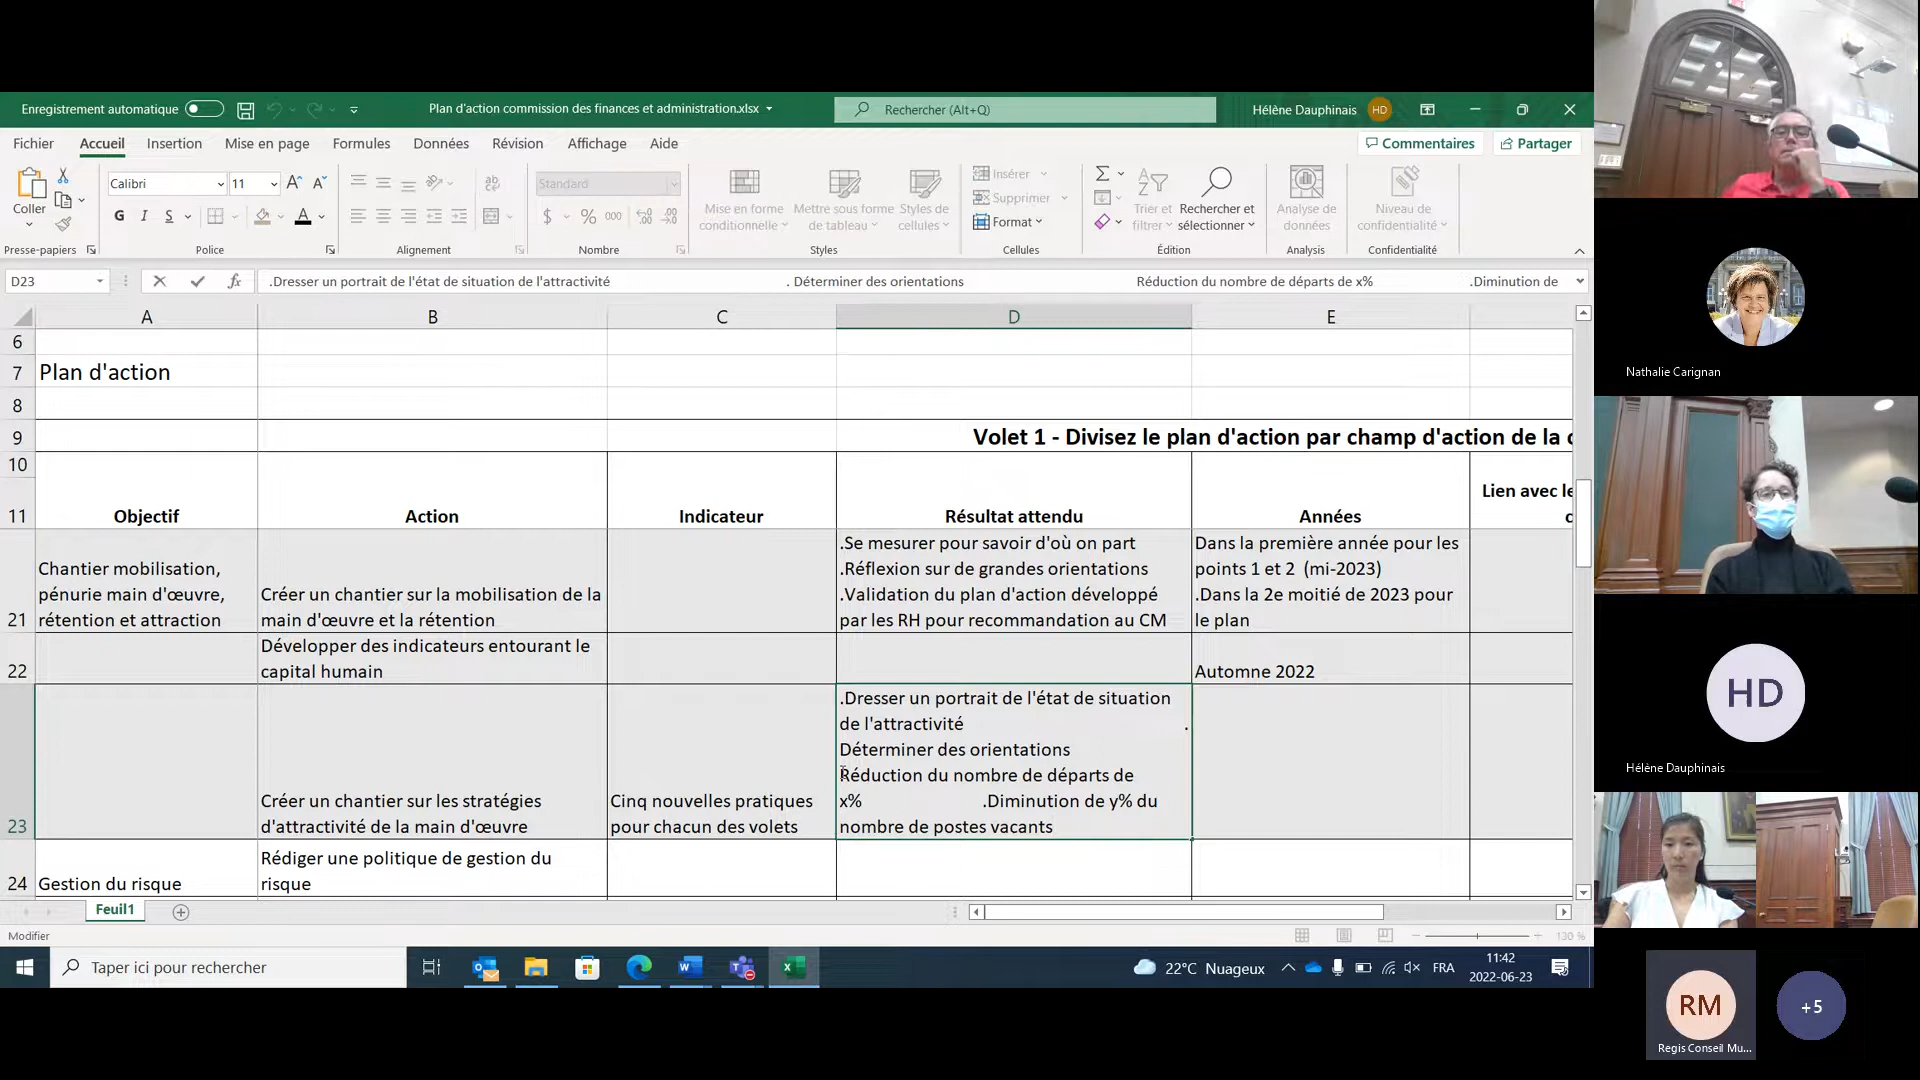 Enregistrement automatique
Plan d'action commission des finances et administration.xlsx
Rechercher (Alt+Q)
Hélène Dauphinais HD
Fichier Accueil Insertion Mise en page Formules Données Révision Affichage Aide
Commentaires Partager
Coller
Calibri 11
G I S
Standard
$ % 000
Mise en forme conditionnelle
Mettre sous forme de tableau
Styles de cellules
Insérer
Supprimer
Format
Trier et filtrer
Rechercher et sélectionner
Analyse de données
Niveau de confidentialité
Presse-papiers Police Alignement Nombre Styles Cellules Édition Analysis Confidentialité
D23
fx
.Dresser un portrait de l'état de situation de l'attractivité . Déterminer des orientations Réduction du nombre de départs de x% .Diminution de
A B C D E
6
7 Plan d'action
8
9 Volet 1 - Divisez le plan d'action par champ d'action de la
10
11 Objectif Action Indicateur Résultat attendu Années
Lien avec le
21
Chantier mobilisation,
pénurie main d'œuvre,
rétention et attraction
Créer un chantier sur la mobilisation de la
main d'œuvre et la rétention
.Se mesurer pour savoir d'où on part
.Réflexion sur de grandes orientations
.Validation du plan d'action développé
par les RH pour recommandation au CM
Dans la première année pour les
points 1 et 2 (mi-2023)
.Dans la 2e moitié de 2023 pour
le plan
22
Développer des indicateurs entourant le
capital humain
Automne 2022
23
Créer un chantier sur les stratégies
d'attractivité de la main d'œuvre
Cinq nouvelles pratiques
pour chacun des volets
.Dresser un portrait de l'état de situation
de l'attractivité .
Déterminer des orientations
Réduction du nombre de départs de
x% .Diminution de y% du
nombre de postes vacants
24
Gestion du risque
Rédiger une politique de gestion du
risque
Feuil1
Modifier
130 %
Taper ici pour rechercher
22°C Nuageux
FRA
11:42
2022-06-23
Nathalie Carignan
HD
Hélène Dauphinais
RM
Regis Conseil Mu...
+5